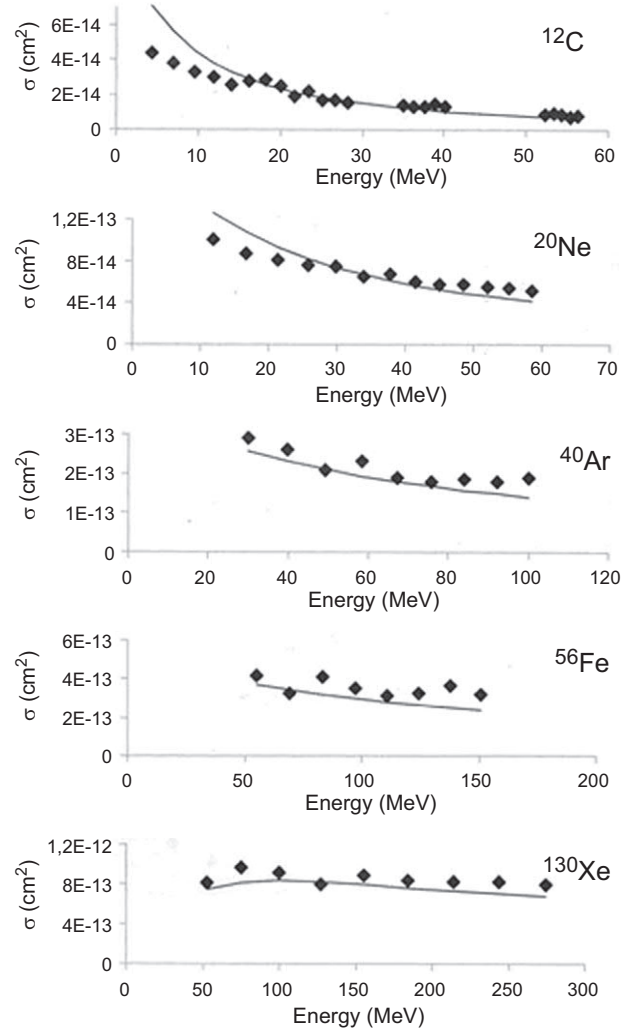 6E-14
4E-14
2E-14
0
σ (cm²)
¹²C
0 10 20 30 40 50 60
Energy (MeV)
1,2E-13
8E-14
4E-14
0
σ (cm²)
²⁰Ne
0 10 20 30 40 50 60 70
Energy (MeV)
3E-13
2E-13
1E-13
0
σ (cm²)
⁴⁰Ar
0 20 40 60 80 100 120
Energy (MeV)
6E-13
4E-13
2E-13
0
σ (cm²)
⁵⁶Fe
0 50 100 150 200
Energy (MeV)
1,2E-12
8E-13
4E-13
0
σ (cm²)
¹³⁰Xe
0 50 100 150 200 250 300
Energy (MeV)